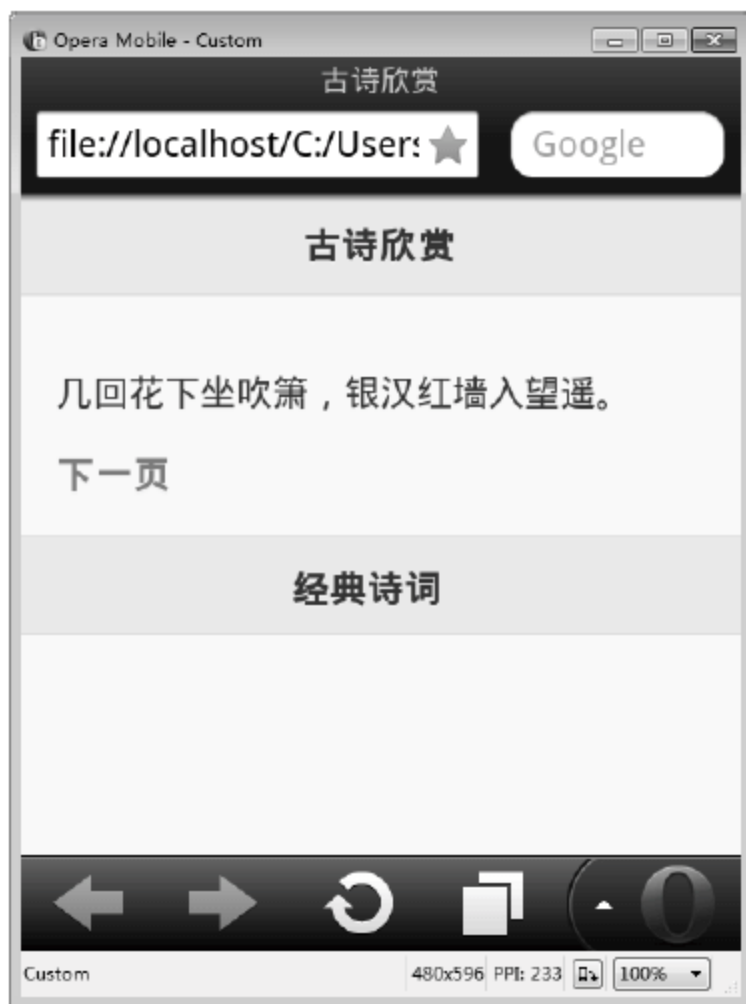 Opera Mobile - Custom
古诗欣赏
file://localhost/C:/Users
Google
古诗欣赏
几回花下坐吹箫，银汉红墙入望遥。
下一页
经典诗词
Custom 480x596 PPI: 233 100%